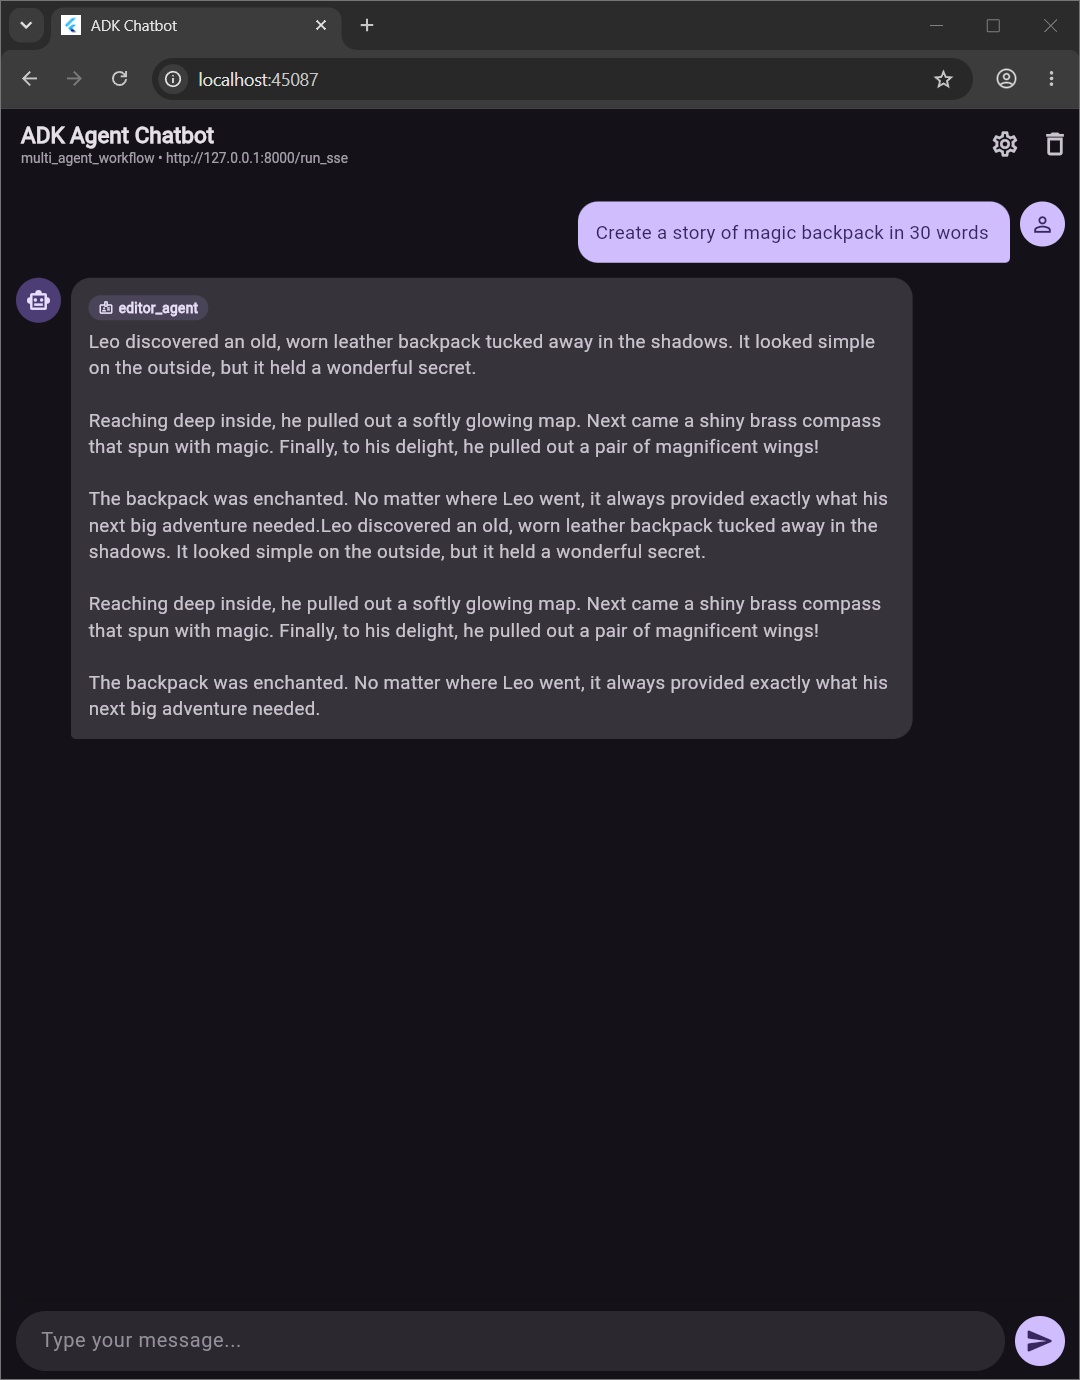 ADK Chatbot
localhost:45087
ADK Agent Chatbot
multi_agent_workflow • http://127.0.0.1:8000/run_sse
Create a story of magic backpack in 30 words
editor_agent
Leo discovered an old, worn leather backpack tucked away in the shadows. It looked simple
on the outside, but it held a wonderful secret.
Reaching deep inside, he pulled out a softly glowing map. Next came a shiny brass compass
that spun with magic. Finally, to his delight, he pulled out a pair of magnificent wings!
The backpack was enchanted. No matter where Leo went, it always provided exactly what his
next big adventure needed.Leo discovered an old, worn leather backpack tucked away in the
shadows. It looked simple on the outside, but it held a wonderful secret.
Reaching deep inside, he pulled out a softly glowing map. Next came a shiny brass compass
that spun with magic. Finally, to his delight, he pulled out a pair of magnificent wings!
The backpack was enchanted. No matter where Leo went, it always provided exactly what his
next big adventure needed.
Type your message...